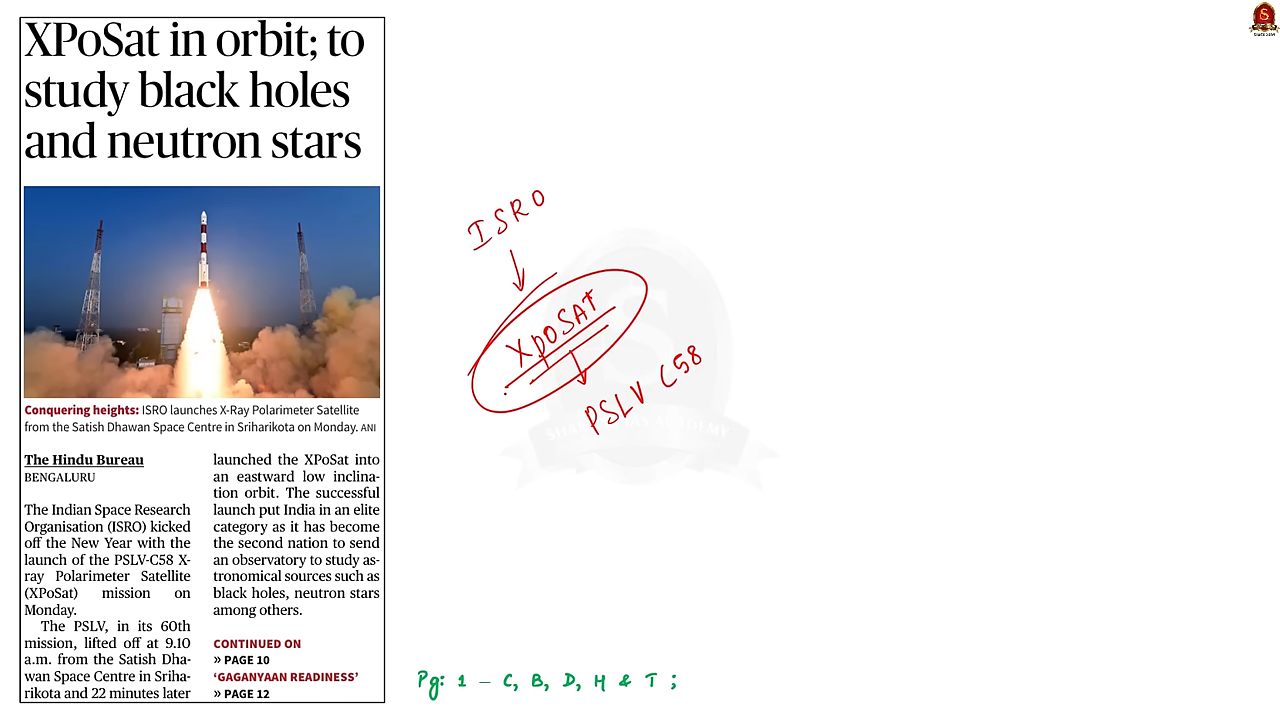 XPoSat in orbit; to
study black holes
and neutron stars
Conquering heights: ISRO launches X-Ray Polarimeter Satellite
from the Satish Dhawan Space Centre in Sriharikota on Monday. ANI
The Hindu Bureau
BENGALURU
The Indian Space Research
Organisation (ISRO) kicked
off the New Year with the
launch of the PSLV-C58 X-
ray Polarimeter Satellite
(XPoSat) mission on
Monday.
The PSLV, in its 60th
mission, lifted off at 9.10
a.m. from the Satish Dha-
wan Space Centre in Sriha-
rikota and 22 minutes later
launched the XPoSat into
an eastward low inclina-
tion orbit. The successful
launch put India in an elite
category as it has become
the second nation to send
an observatory to study as-
tronomical sources such as
black holes, neutron stars
among others.
CONTINUED ON
» PAGE 10
‘GAGANYAAN READINESS’
» PAGE 12
ISRO
XpOSAT
PSLV C58
Pg: 1 – C, B, D, H & T ;
S